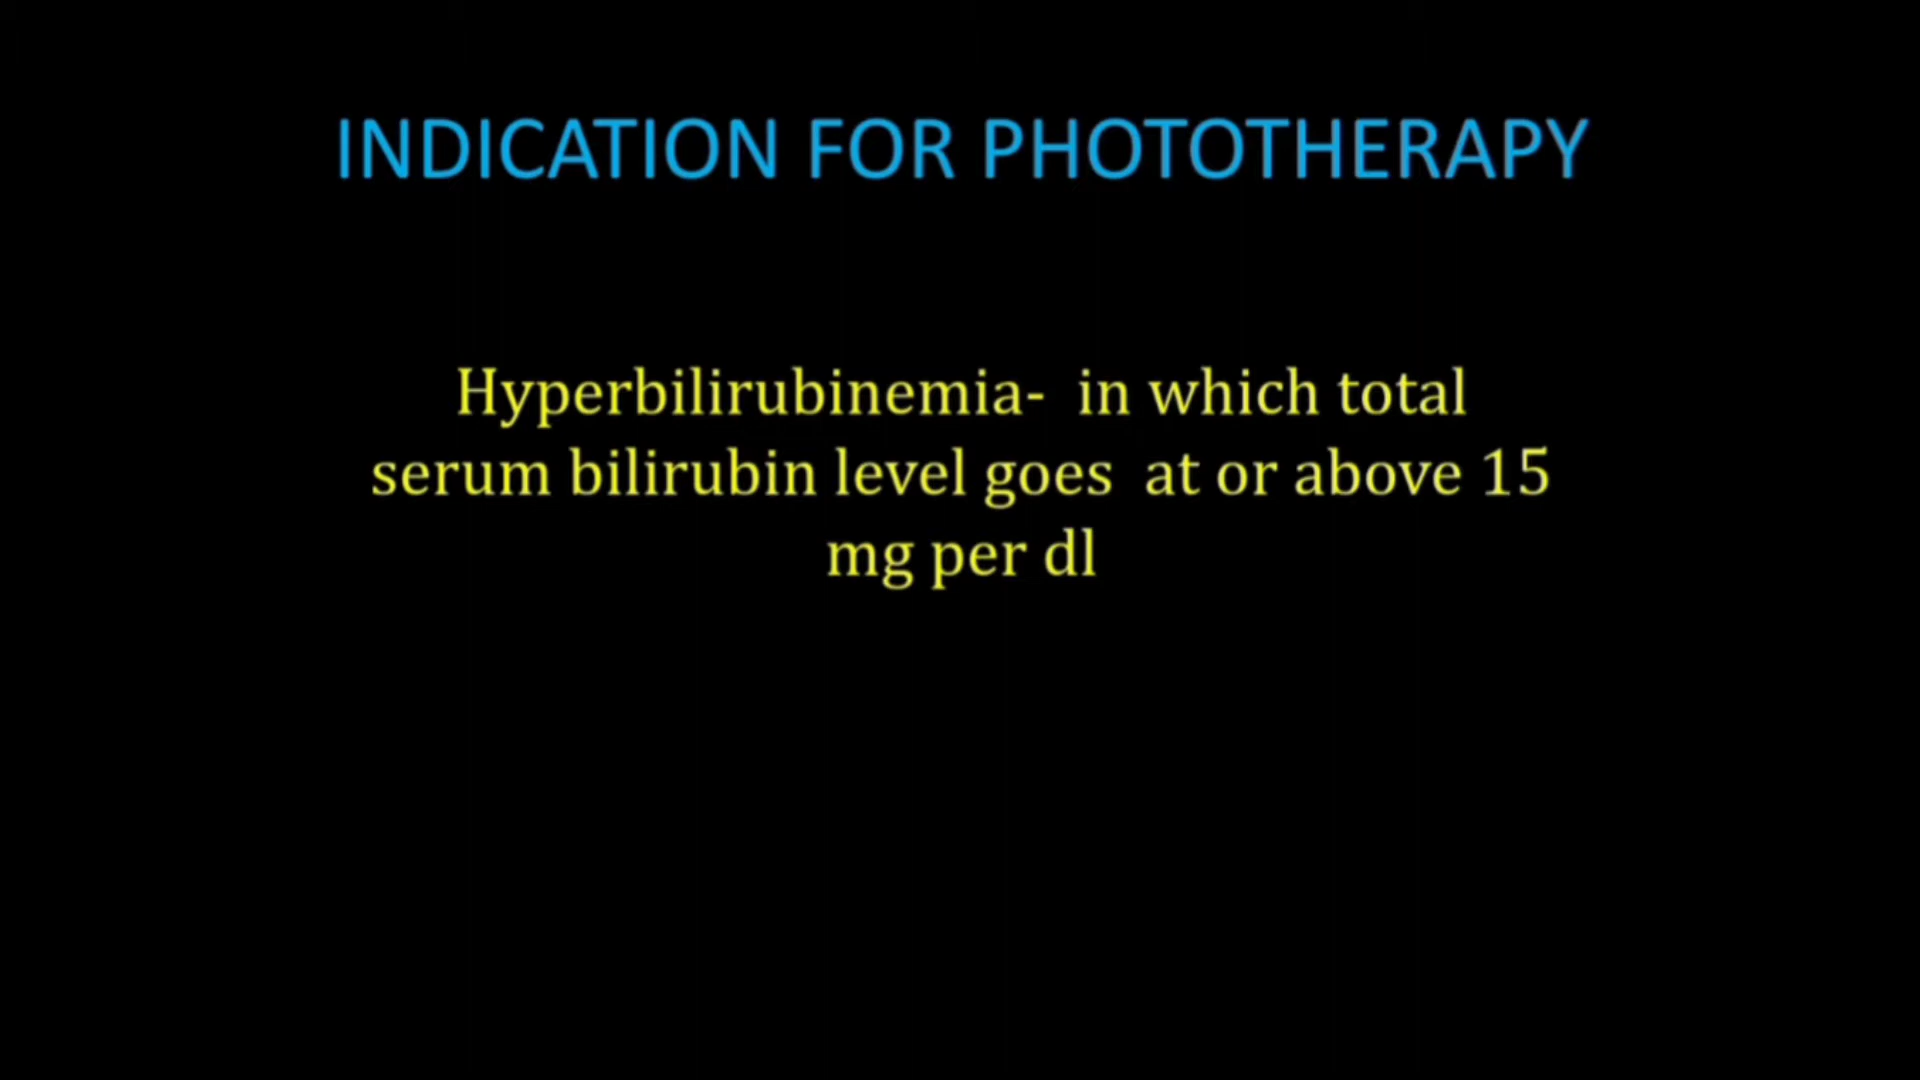 INDICATION FOR PHOTOTHERAPY
Hyperbilirubinemia-  in which total
serum bilirubin level goes  at or above 15
mg per dl